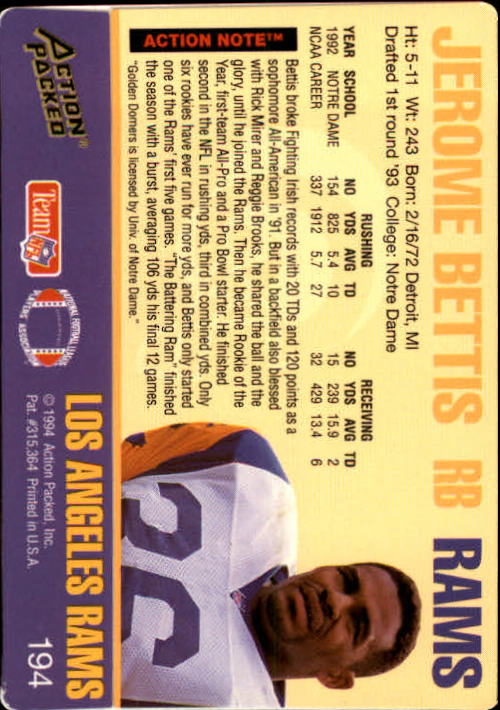 JEROME BETTIS RB RAMS
Ht: 5-11 Wt: 243 Born: 2/16/72 Detroit, MI
Drafted 1st round '93 College: Notre Dame
RUSHING RECEIVING
YEAR SCHOOL NO YDS AVG TD NO YDS AVG TD
1992 NOTRE DAME 154 825 5.4 10 15 239 15.9 2
NCAA CAREER 337 1912 5.7 27 32 429 13.4 6
Bettis broke Fighting Irish records with 20 TDs and 120 points as a
sophomore All-American in '91. But in a backfield also blessed
with Rick Mirer and Reggie Brooks, he shared the ball and the
glory, until he joined the Rams. Then he became Rookie of the
Year, first-team All-Pro and a Pro Bowl starter. He finished
second in the NFL in rushing yds, third in combined yds. Only
six rookies have ever run for more yds, and Bettis only started
one of the Rams' first five games. "The Battering Ram" finished
the season with a burst, averaging 106 yds his final 12 games.
"Golden Domers is licensed by Univ. of Notre Dame."
ACTION NOTE™
36
ACTION PACKED®
Team NFL
NATIONAL FOOTBALL LEAGUE
PLAYERS ASSOCIATION
LOS ANGELES RAMS
© 1994 Action Packed, Inc.
Pat. #315,364 Printed in U.S.A.
194